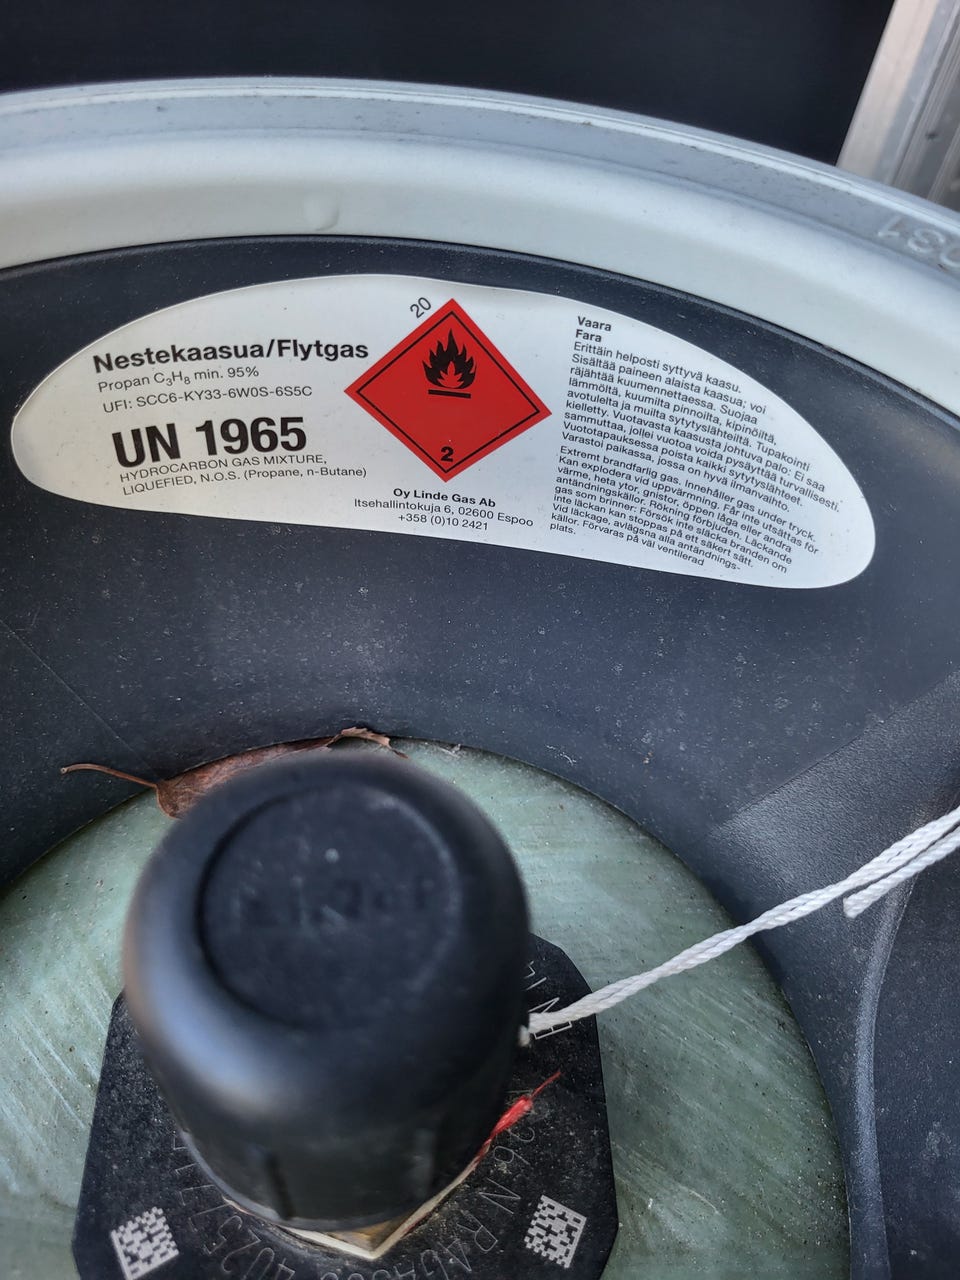 Nestekaasua/Flytgas
Propan C₃H₈ min. 95%
UFI: SCC6-KY33-6W0S-6S5C
UN 1965
HYDROCARBON GAS MIXTURE,
LIQUEFIED, N.O.S. (Propane, n-Butane)
20
2
Oy Linde Gas Ab
Itsehallintokuja 6, 02600 Espoo
+358 (0)10 2421
Vaara
Fara
Erittäin helposti syttyvä kaasu.
Sisältää paineen alaista kaasua; voi
räjähtää kuumennettaessa. Suojaa
lämmöltä, kuumilta pinnoilta, kipinöiltä,
avotulelta ja muilta sytytyslähteiltä. Tupakointi
kielletty. Vuotavasta kaasusta johtuva palo: Ei saa
sammuttaa, jollei vuotoa voida pysäyttää turvallisesti.
Vuototapauksessa poista kaikki sytytyslähteet.
Varastoi paikassa, jossa on hyvä ilmanvaihto.
Extremt brandfarlig gas. Innehåller gas under tryck.
Kan explodera vid uppvärmning. Får inte utsättas för
värme, heta ytor, gnistor, öppen låga eller andra
antändningskällor. Rökning förbjuden. Läckande
gas som brinner: Försök inte släcka branden om
inte läckan kan stoppas på ett säkert sätt.
Vid läckage, avlägsna alla antändnings-
källor. Förvaras på väl ventilerad
plats.